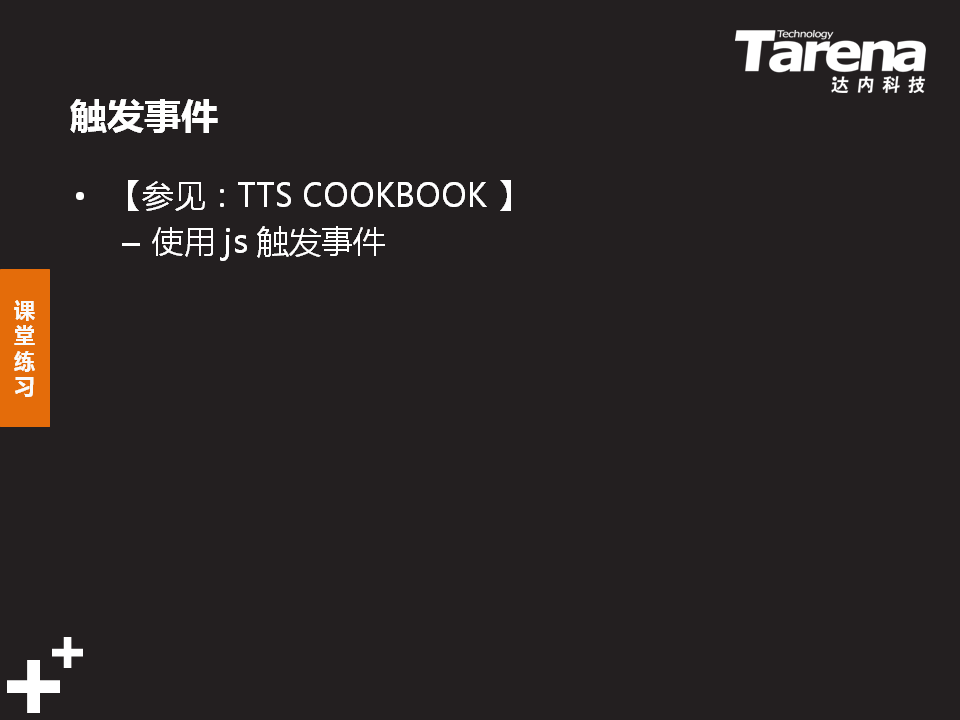 Technology
Tarena
达内科技
触发事件
• 【参见：TTS COOKBOOK 】
– 使用 js 触发事件
课
堂
练
习